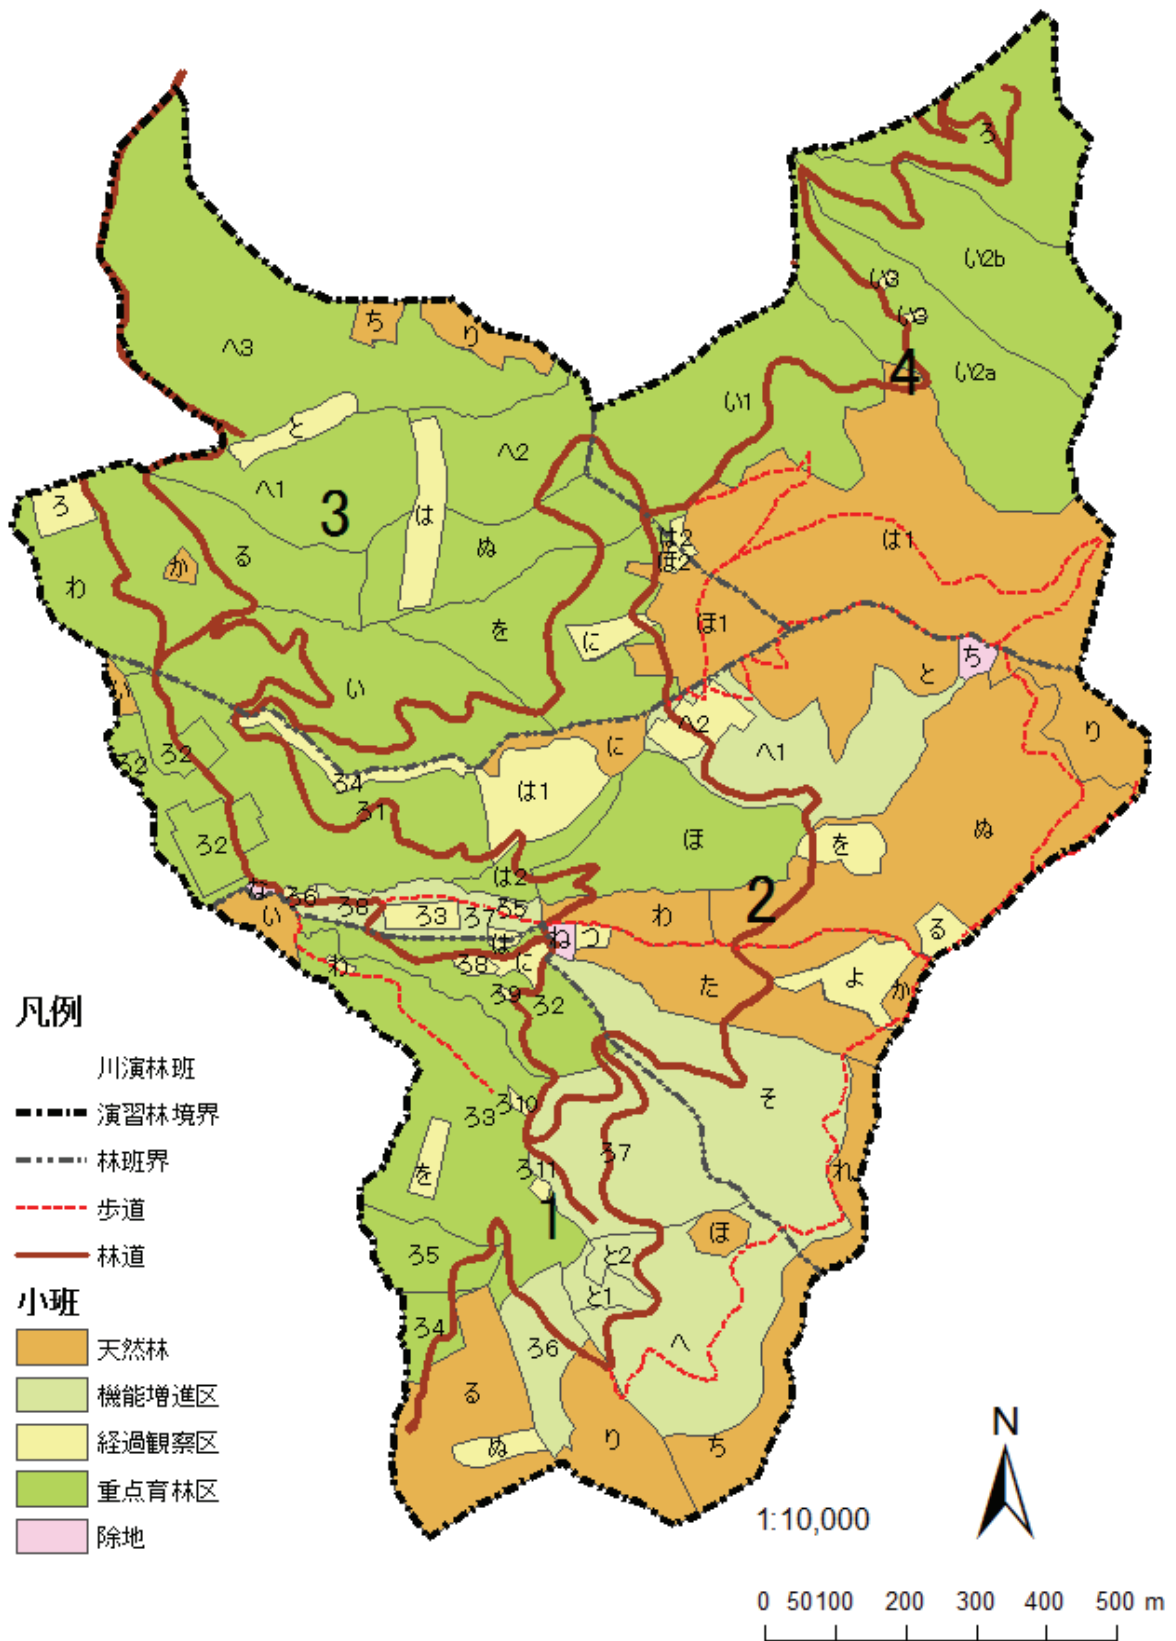 ろ
い2b
い3
い3
い2a
4
い1
ち
り
へ3
と
へ2
へ1
3
は
ろ
ぬ
は2
ほ2
は1
る
か
わ
を
ほ1
に
ち
と
い
い
り
へ2
に
へ1
ろ2
ろ2
ろ4
は1
ろ1
ぬ
ほ
を
ろ2
は2
2
な
ろ6
い
ろ8
ろ3
ろ7
ろ5
わ
る
は
ね
つ
わ
ろ8
に
よ
か
た
ろ9
ろ2
凡例
川演林班
演習林境界
林班界
歩道
林道
小班
天然林
機能増進区
経過観察区
重点育林区
除地
そ
ろ3
ろ10
ろ7
ろ11
を
れ
1
ほ
ろ5
と2
と1
ろ4
ろ6
へ
る
ぬ
り
ち
N
1:10,000
0 50 100 200 300 400 500 m